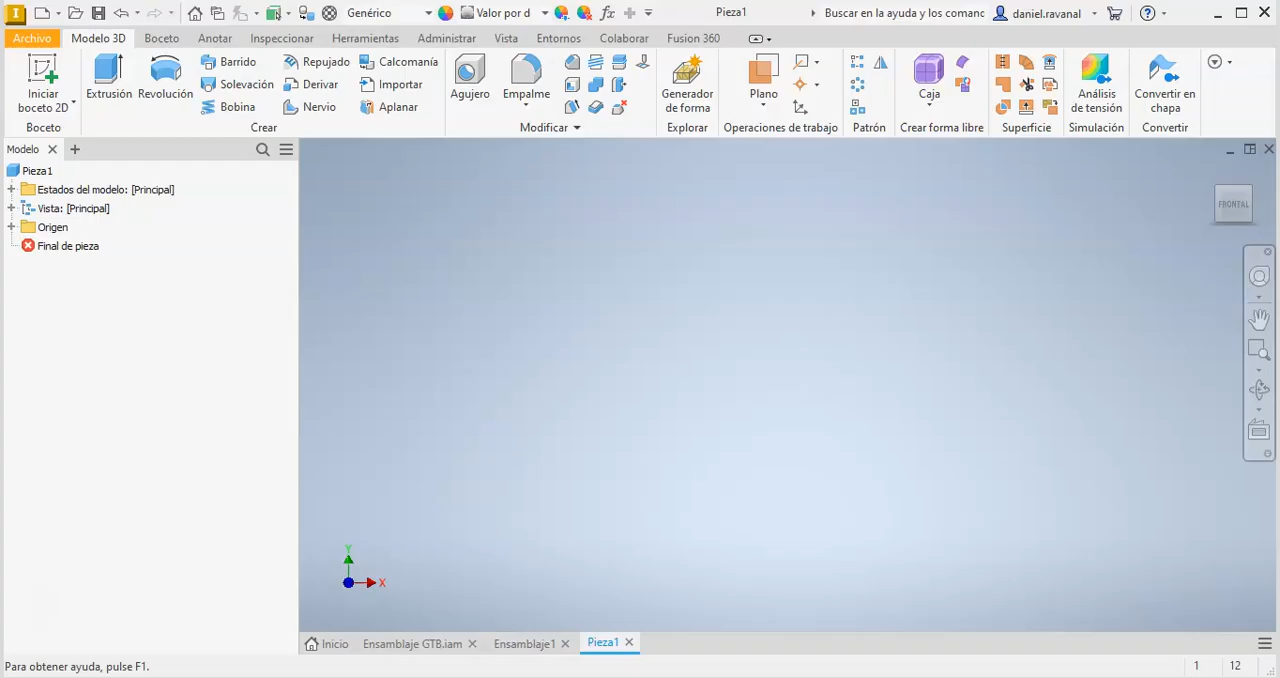 Genérico
Valor por d
Pieza1
Buscar en la ayuda y los comanc
daniel.ravanal
Archivo
Modelo 3D
Boceto
Anotar
Inspeccionar
Herramientas
Administrar
Vista
Entornos
Colaborar
Fusion 360
Iniciar
boceto 2D
Boceto
Extrusión
Revolución
Barrido
Solevación
Bobina
Repujado
Derivar
Nervio
Calcomanía
Importar
Aplanar
Crear
Agujero
Empalme
Modificar
Generador
de forma
Explorar
Plano
Operaciones de trabajo
Patrón
Caja
Crear forma libre
Superficie
Análisis
de tensión
Simulación
Convertir en
chapa
Convertir
Modelo
Pieza1
Estados del modelo: [Principal]
Vista: [Principal]
Origen
Final de pieza
FRONTAL
Y
X
Inicio
Ensamblaje GTB.iam
Ensamblaje1
Pieza1
Para obtener ayuda, pulse F1.
1
12